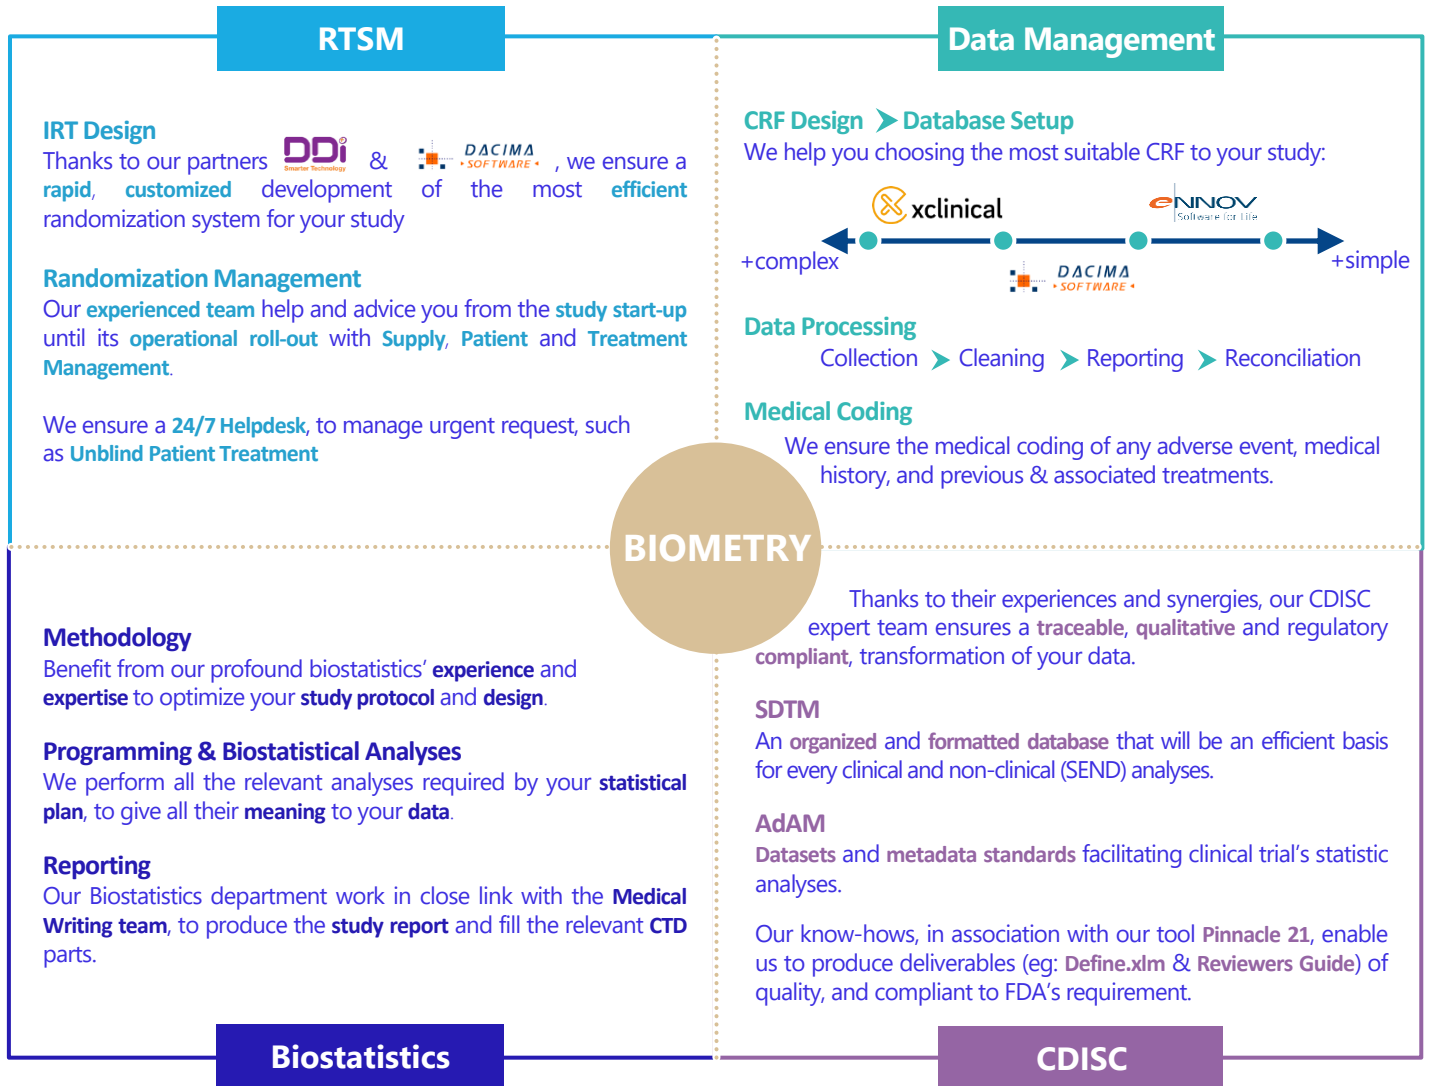 RTSM
IRT Design
Thanks to our partners DDi Smarter Technology & DACIMA SOFTWARE , we ensure a
rapid, customized development of the most efficient
randomization system for your study
Randomization Management
Our experienced team help and advice you from the study start-up
until its operational roll-out with Supply, Patient and Treatment
Management.
We ensure a 24/7 Helpdesk, to manage urgent request, such
as Unblind Patient Treatment
Data Management
CRF Design Database Setup
We help you choosing the most suitable CRF to your study:
xclinical
eNNOV
Software for Life
+complex
+simple
DACIMA
SOFTWARE
Data Processing
Collection Cleaning Reporting Reconciliation
Medical Coding
We ensure the medical coding of any adverse event, medical
history, and previous & associated treatments.
BIOMETRY
Methodology
Benefit from our profound biostatistics’ experience and
expertise to optimize your study protocol and design.
Programming & Biostatistical Analyses
We perform all the relevant analyses required by your statistical
plan, to give all their meaning to your data.
Reporting
Our Biostatistics department work in close link with the Medical
Writing team, to produce the study report and fill the relevant CTD
parts.
Biostatistics
Thanks to their experiences and synergies, our CDISC
expert team ensures a traceable, qualitative and regulatory
compliant, transformation of your data.
SDTM
An organized and formatted database that will be an efficient basis
for every clinical and non-clinical (SEND) analyses.
AdAM
Datasets and metadata standards facilitating clinical trial’s statistic
analyses.
Our know-hows, in association with our tool Pinnacle 21, enable
us to produce deliverables (eg: Define.xlm & Reviewers Guide) of
quality, and compliant to FDA’s requirement.
CDISC